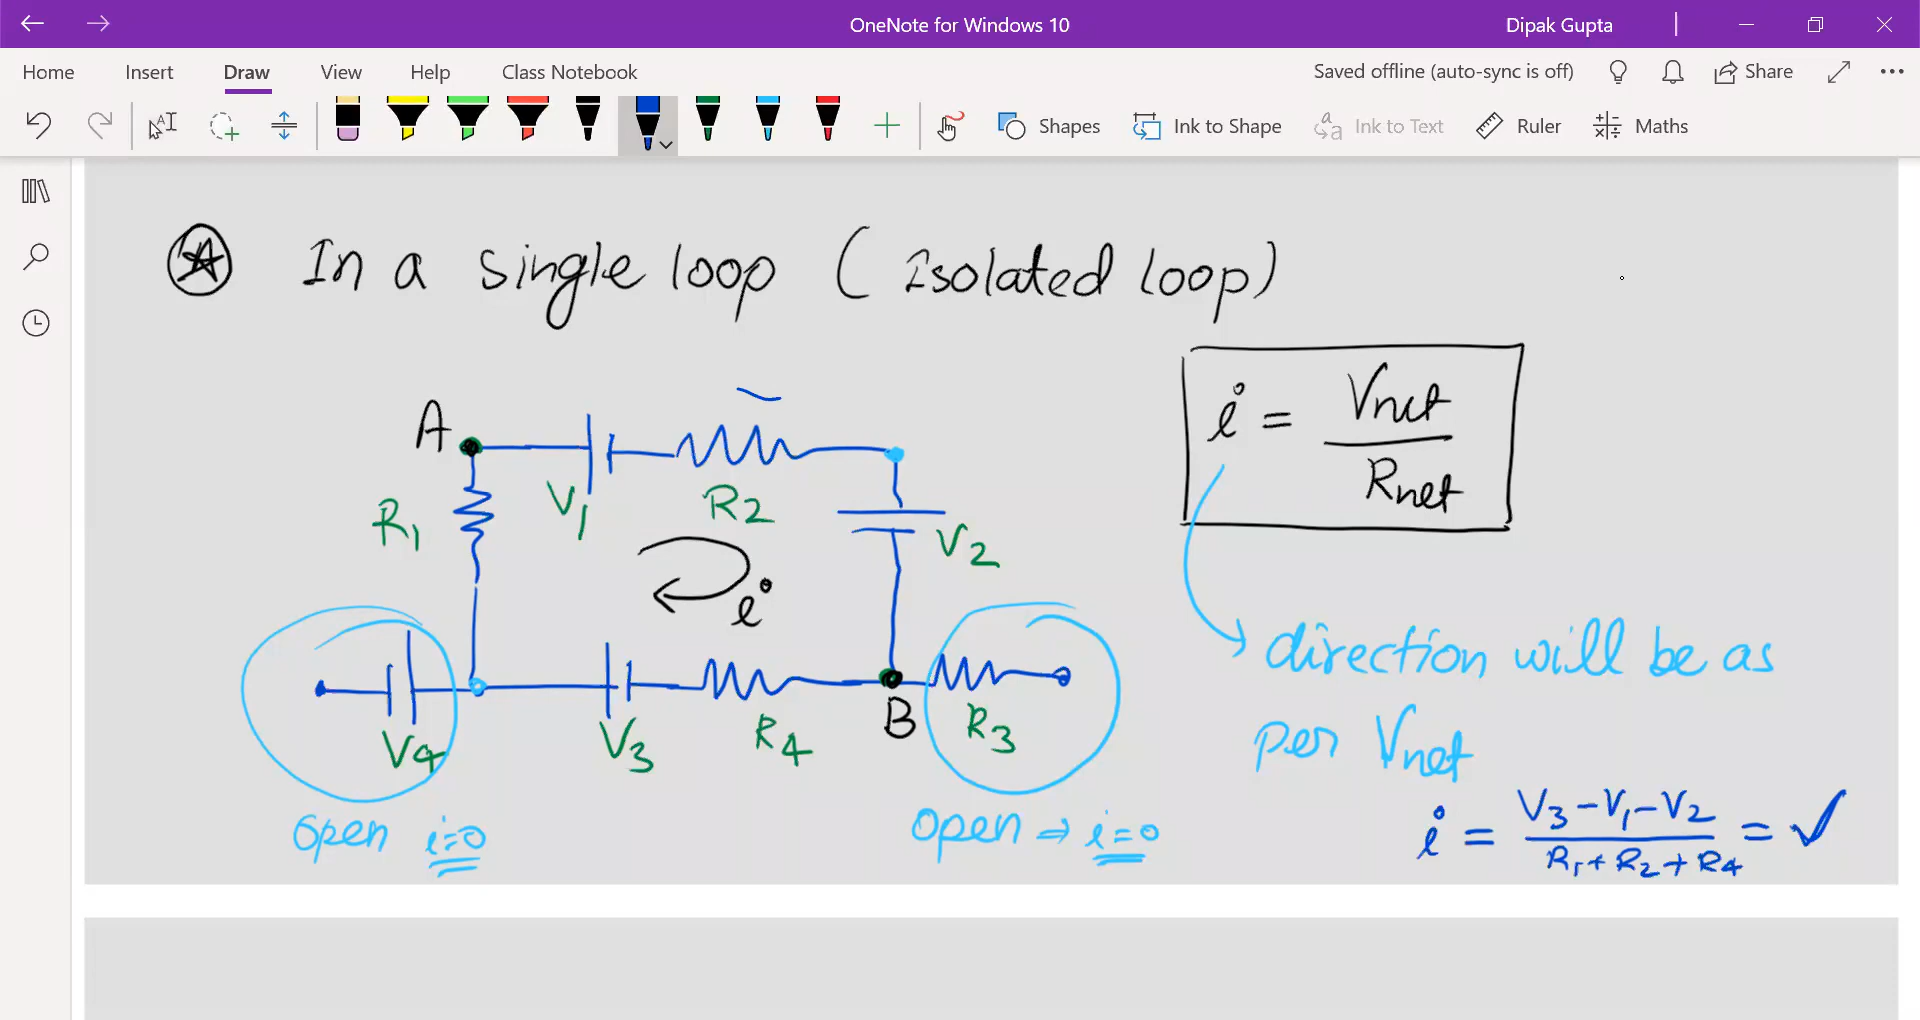 OneNote for Windows 10
Dipak Gupta
Home Insert Draw View Help Class Notebook
Saved offline (auto-sync is off) Share
Shapes Ink to Shape Ink to Text Ruler Maths
In a single loop (Isolated loop)
i = Vnet / Rnet
A
V1
R2
R1
V2
i
direction will be as
per Vnet
V4
V3
R4
B
R3
open i=0
open ⇒ i=0
i = V3-V1-V2 / R1+R2+R4 = ✓